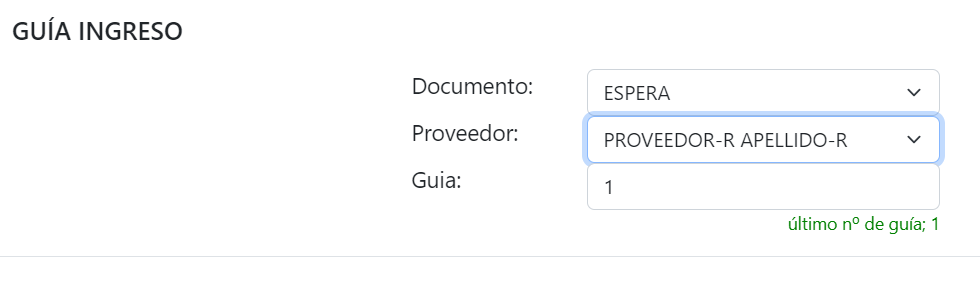 GUÍA INGRESO
Documento: ESPERA
Proveedor: PROVEEDOR-R APELLIDO-R
Guia: 1
último nº de guía; 1